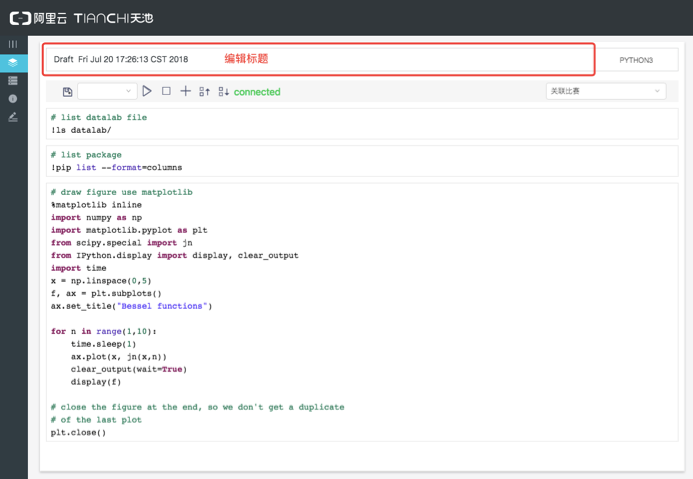 阿里云 TIANCHI天池
Draft Fri Jul 20 17:26:13 CST 2018
编辑标题
PYTHON3
connected
关联比赛
# list datalab file
!ls datalab/
# list package
!pip list --format=columns
# draw figure use matplotlib
%matplotlib inline
import numpy as np
import matplotlib.pyplot as plt
from scipy.special import jn
from IPython.display import display, clear_output
import time
x = np.linspace(0,5)
f, ax = plt.subplots()
ax.set_title("Bessel functions")
for n in range(1,10):
    time.sleep(1)
    ax.plot(x, jn(x,n))
    clear_output(wait=True)
    display(f)
# close the figure at the end, so we don't get a duplicate
# of the last plot
plt.close()